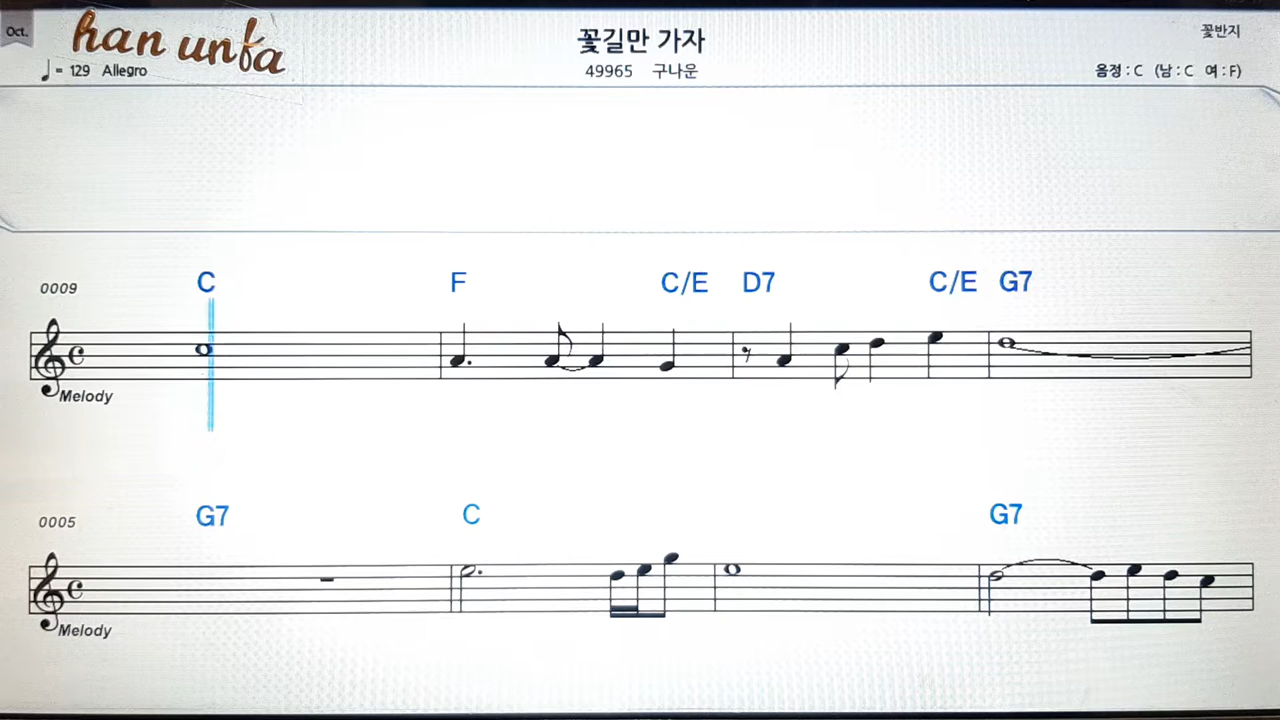 Oct.
han unfa
꽃길만 가자
꽃반지
♩= 129 Allegro
49965 구나운
음정 : C (남 : C 여 : F)
0009
C F C/E D7 C/E G7
Melody
0005
G7 C G7
Melody